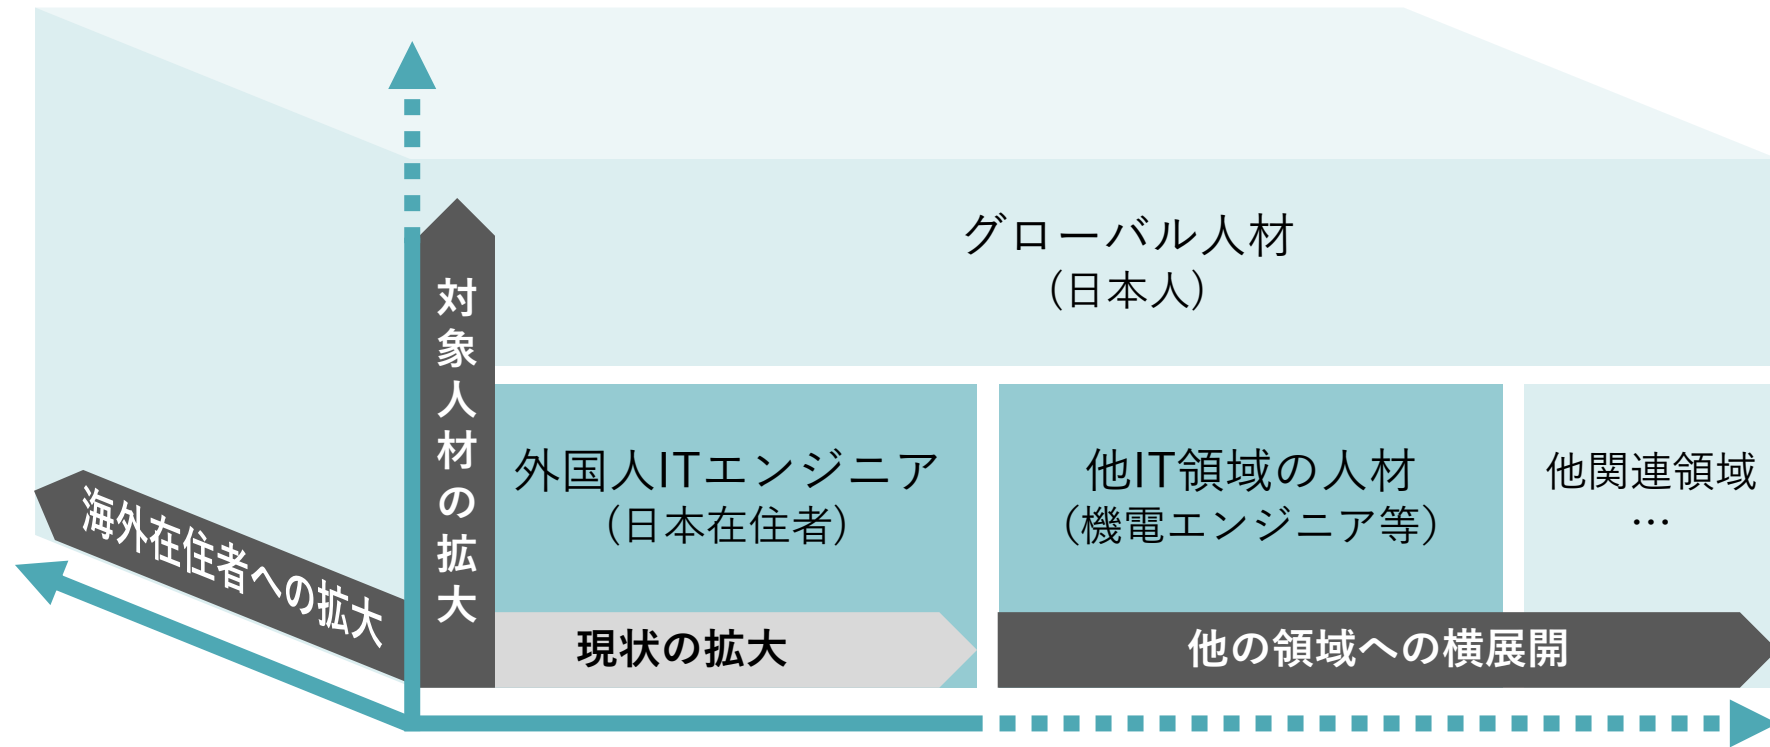 グローバル人材
（日本人）
対象人材の拡大
外国人ITエンジニア
（日本在住者）
他IT領域の人材
（機電エンジニア等）
他関連領域
…
海外在住者への拡大
現状の拡大
他の領域への横展開